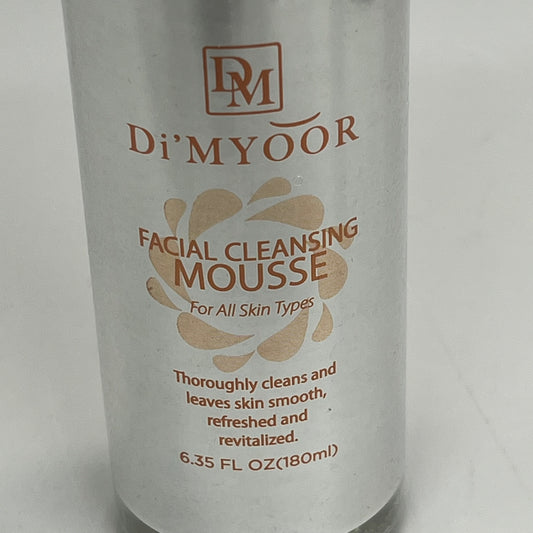 DM
Di'MYOOR
FACIAL CLEANSING
MOUSSE
For All Skin Types
Thoroughly cleans and
leaves skin smooth,
refreshed and
revitalized.
6.35 FL OZ(180ml)